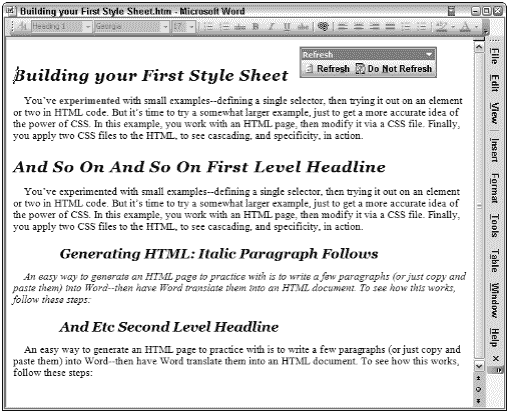 Building your First Style Sheet.htm - Microsoft Word
Heading 1
Georgia
17
B I U
Refresh
Refresh Do Not Refresh
Building your First Style Sheet
You've experimented with small examples--defining a single selector, then trying it out on an element
or two in HTML code. But it's time to try a somewhat larger example, just to get a more accurate idea of
the power of CSS. In this example, you work with an HTML page, then modify it via a CSS file. Finally,
you apply two CSS files to the HTML, to see cascading, and specificity, in action.
And So On And So On First Level Headline
You've experimented with small examples--defining a single selector, then trying it out on an element
or two in HTML code. But it's time to try a somewhat larger example, just to get a more accurate idea of
the power of CSS. In this example, you work with an HTML page, then modify it via a CSS file. Finally,
you apply two CSS files to the HTML, to see cascading, and specificity, in action.
Generating HTML: Italic Paragraph Follows
An easy way to generate an HTML page to practice with is to write a few paragraphs (or just copy and
paste them) into Word--then have Word translate them into an HTML document. To see how this works,
follow these steps:
And Etc Second Level Headline
An easy way to generate an HTML page to practice with is to write a few paragraphs (or just copy and
paste them) into Word--then have Word translate them into an HTML document. To see how this works,
follow these steps:
File
Edit
View
Insert
Format
Tools
Table
Window
Help